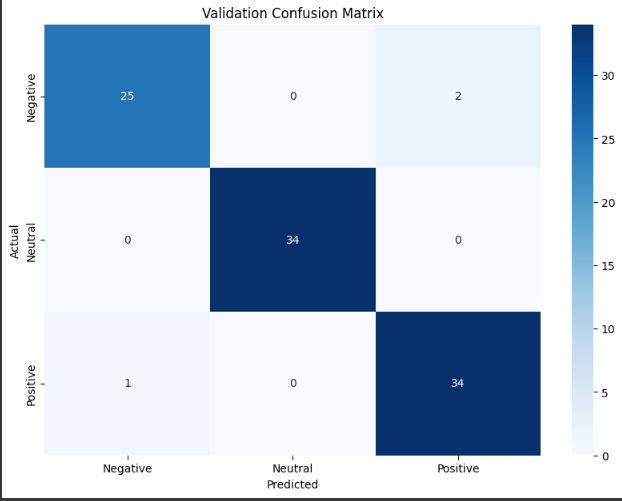 Validation Confusion Matrix
Negative
25
0
2
Actual
Neutral
0
34
0
Positive
1
0
34
Negative
Neutral
Positive
Predicted
30
25
20
15
10
5
0